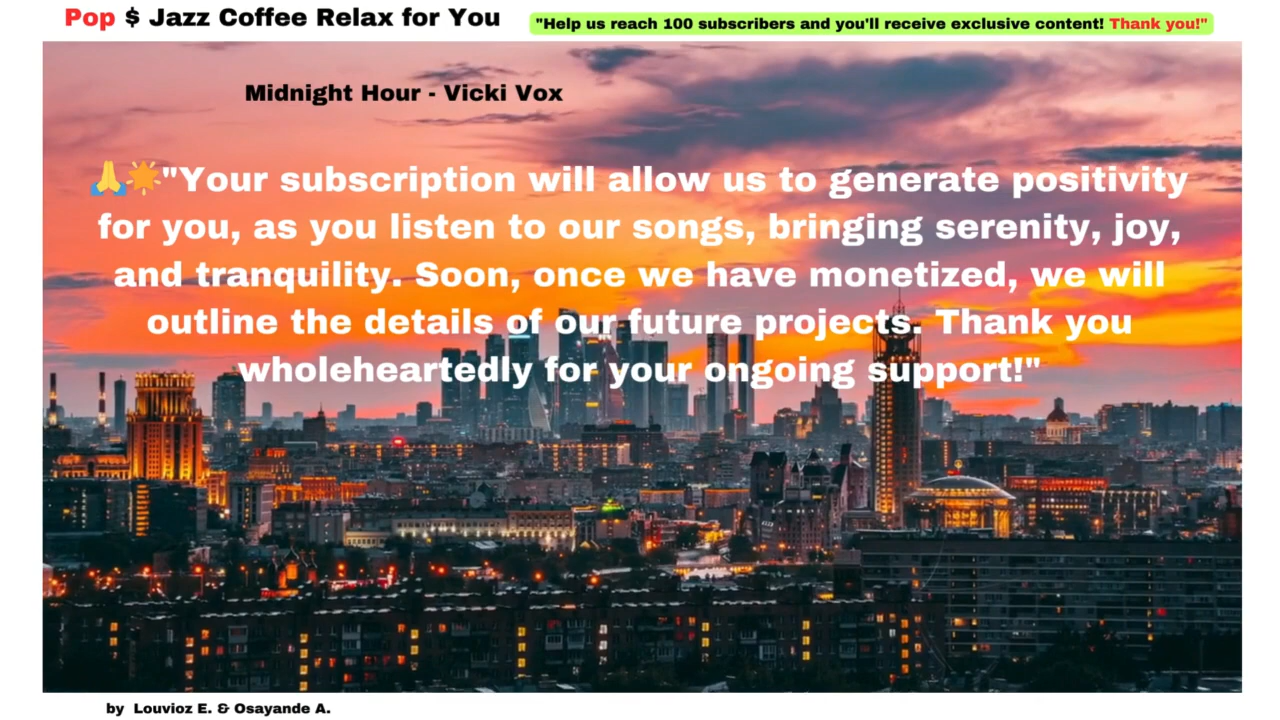 Pop $ Jazz Coffee Relax for You
"Help us reach 100 subscribers and you'll receive exclusive content! Thank you!"
Midnight Hour - Vicki Vox
🙏🌟"Your subscription will allow us to generate positivity
for you, as you listen to our songs, bringing serenity, joy,
and tranquility. Soon, once we have monetized, we will
outline the details of our future projects. Thank you
wholeheartedly for your ongoing support!"
by Louvioz E. & Osayande A.